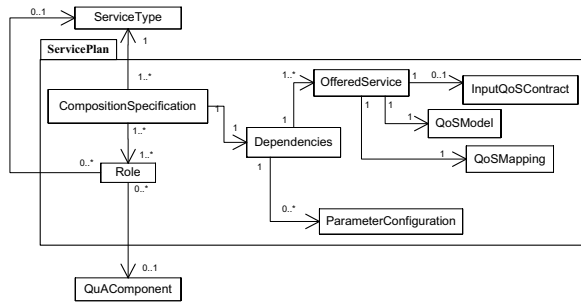 0..1
ServiceType
1
ServicePlan
1..*
OfferedService
1
0..1
InputQoSContract
1..*
CompositionSpecification
1
1
1
QoSModel
1
1
1..*
Dependencies
1
QoSMapping
1
1..*
0..*
Role
0..*
0..*
ParameterConfiguration
0..1
QuAComponent